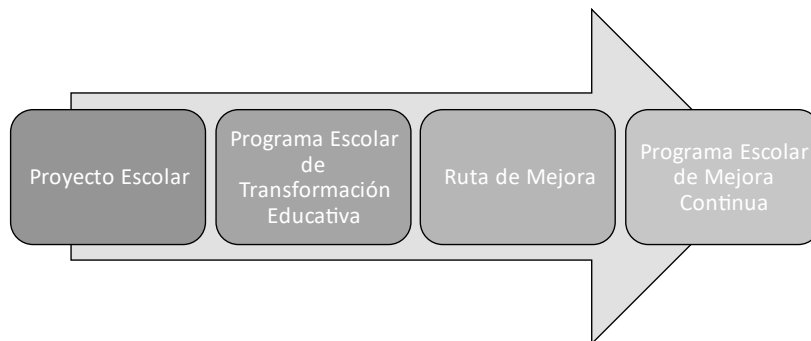 Proyecto Escolar
Programa Escolar
de
Transformación
Educativa
Ruta de Mejora
Programa Escolar
de Mejora
Continua